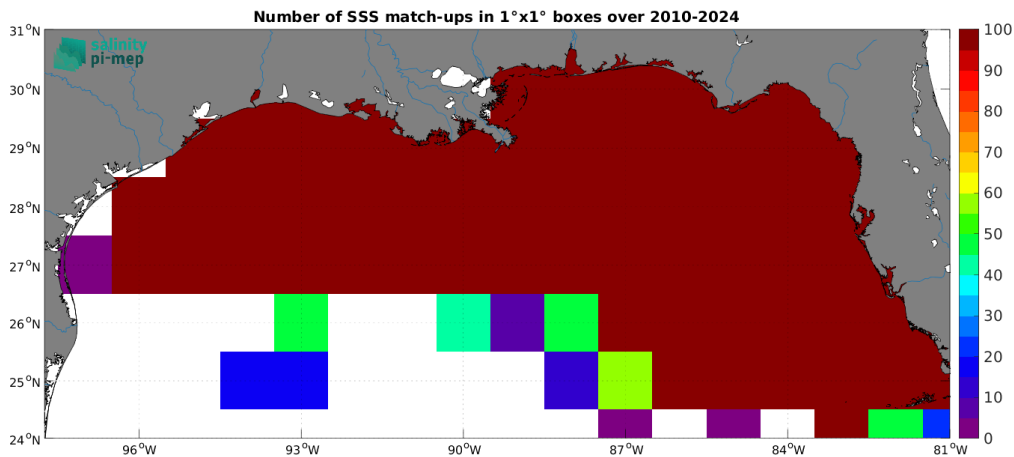 Number of SSS match-ups in 1°x1° boxes over 2010-2024
salinity
pi-mep
31°N
30°N
29°N
28°N
27°N
26°N
25°N
24°N
96°W
93°W
90°W
87°W
84°W
81°W
100
90
80
70
60
50
40
30
20
10
0